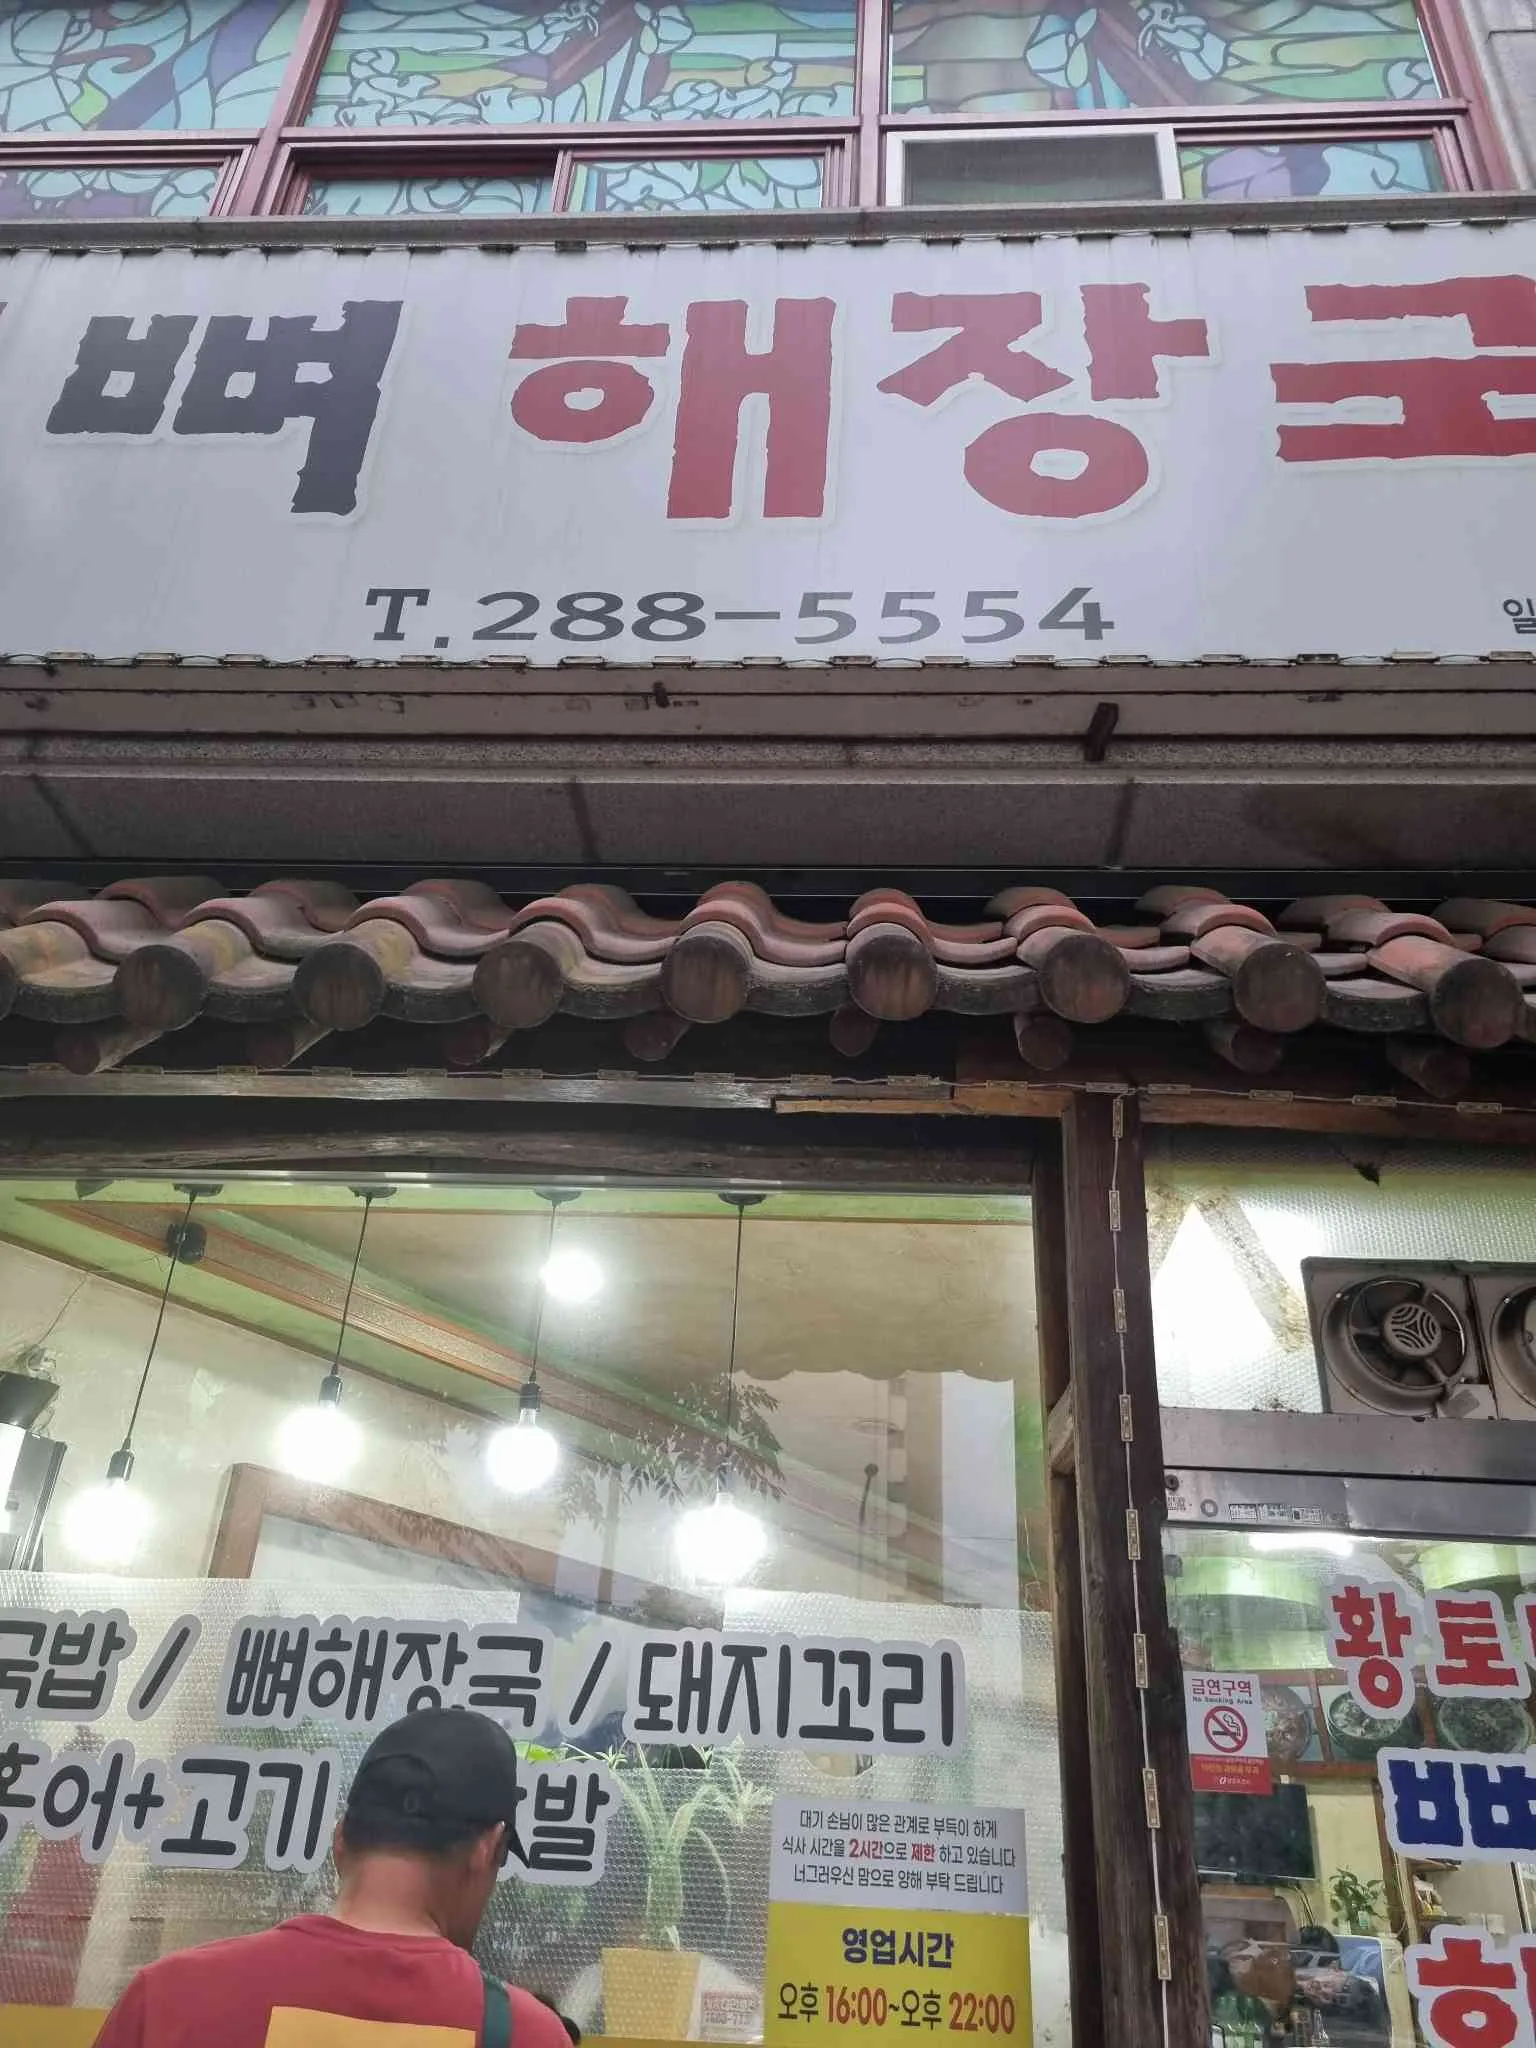 뼈 해장국
T.288-5554
국밥 / 뼈해장국 / 돼지꼬리
홍어+고기
대기 손님이 많은 관계로 부득이 하게
식사 시간을 2시간으로 제한 하고 있습니다
너그러우신 맘으로 양해 부탁 드립니다
영업시간
오후 16:00~오후 22:00
금연구역
No Smoking Area
황토
뼈
해